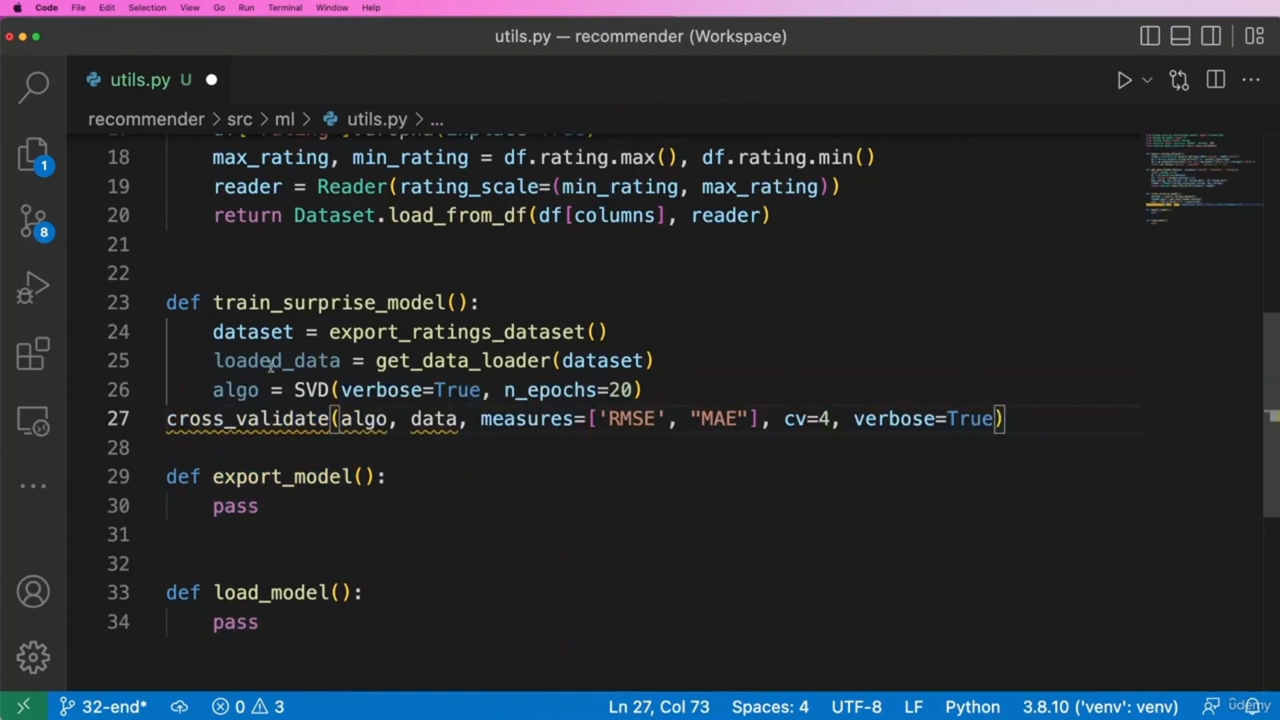 Code File Edit Selection View Go Run Terminal Window Help
utils.py — recommender (Workspace)
utils.py U
recommender > src > ml > utils.py > ...
18 max_rating, min_rating = df.rating.max(), df.rating.min()
19 reader = Reader(rating_scale=(min_rating, max_rating))
20 return Dataset.load_from_df(df[columns], reader)
21
22
23 def train_surprise_model():
24 dataset = export_ratings_dataset()
25 loaded_data = get_data_loader(dataset)
26 algo = SVD(verbose=True, n_epochs=20)
27 cross_validate(algo, data, measures=['RMSE', "MAE"], cv=4, verbose=True)
28
29 def export_model():
30 pass
31
32
33 def load_model():
34 pass
1
8
32-end* 0 3 Ln 27, Col 73 Spaces: 4 UTF-8 LF Python 3.8.10 ('venv': venv)
udemy